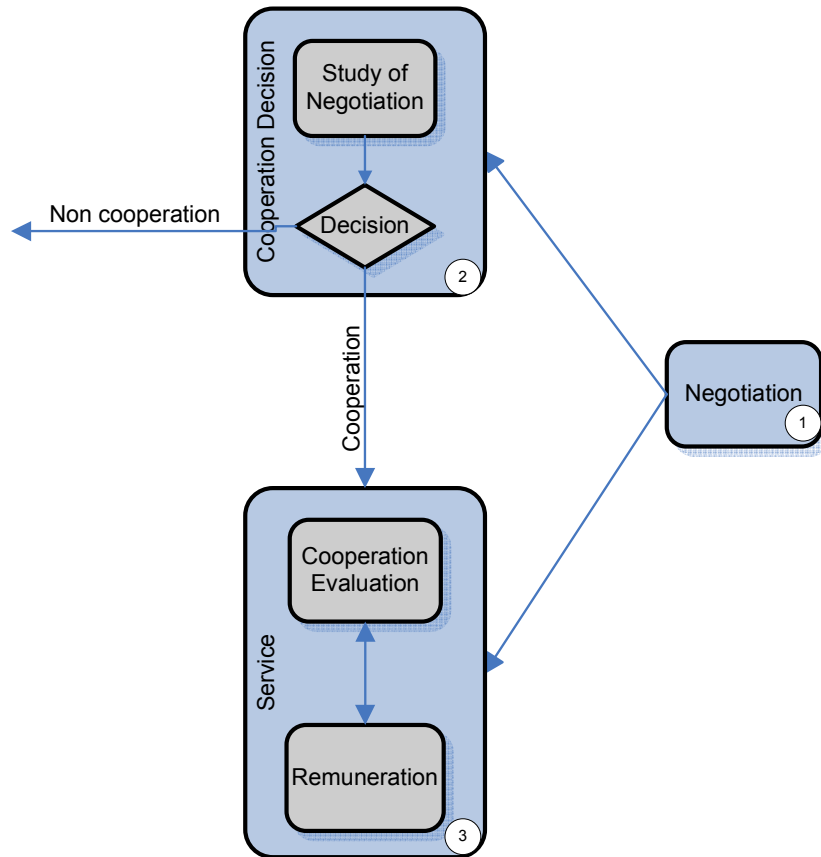 Cooperation Decision
Study of
Negotiation
Decision
2
Non cooperation
Cooperation
Negotiation
1
Service
Cooperation
Evaluation
Remuneration
3